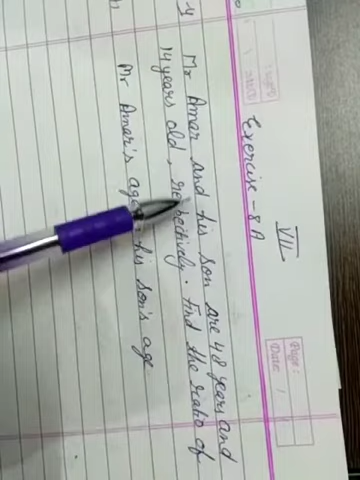 Page:
Date: /
VII
Exercise - 8A
Mr Amar and his son are 48 years and
14 years old, respectively. Find the ratio of
Mr Amar's age his son's age